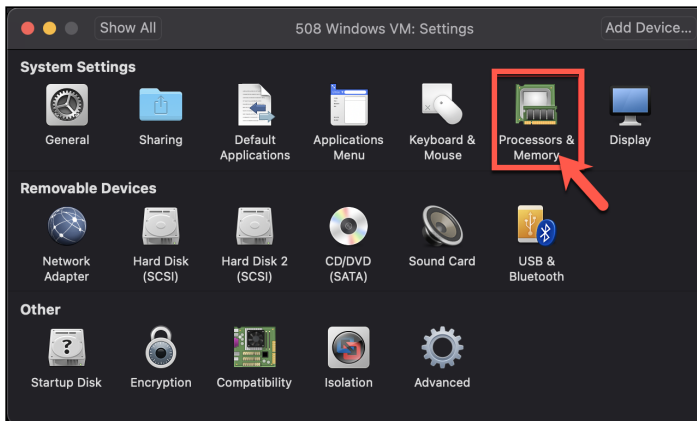 Show All
508 Windows VM: Settings
Add Device...
System Settings
General
Sharing
Default
Applications
Applications
Menu
Keyboard &
Mouse
Processors &
Memory
Display
Removable Devices
Network
Adapter
Hard Disk
(SCSI)
Hard Disk 2
(SCSI)
CD/DVD
(SATA)
Sound Card
USB &
Bluetooth
Other
?
Startup Disk
Encryption
Compatibility
Isolation
Advanced